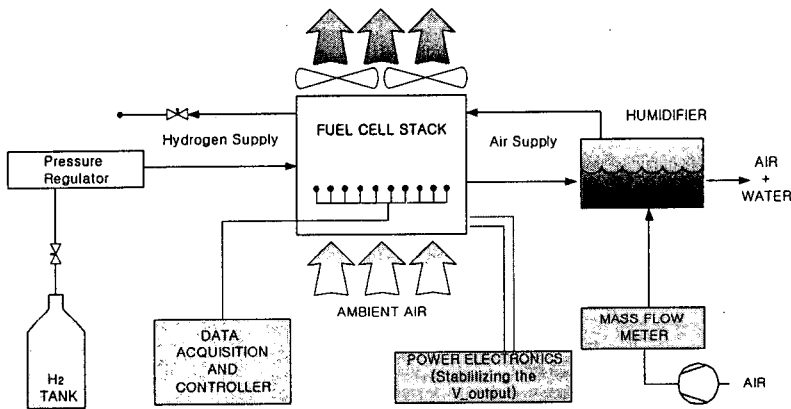 HUMIDIFIER
FUEL CELL STACK
Hydrogen Supply
Air Supply
Pressure
Regulator
AIR
+
WATER
AMBIENT AIR
MASS FLOW
METER
DATA
ACQUISITION
AND
CONTROLLER
H2
TANK
POWER ELECTRONICS
(Stablilizing the
V_output)
AIR